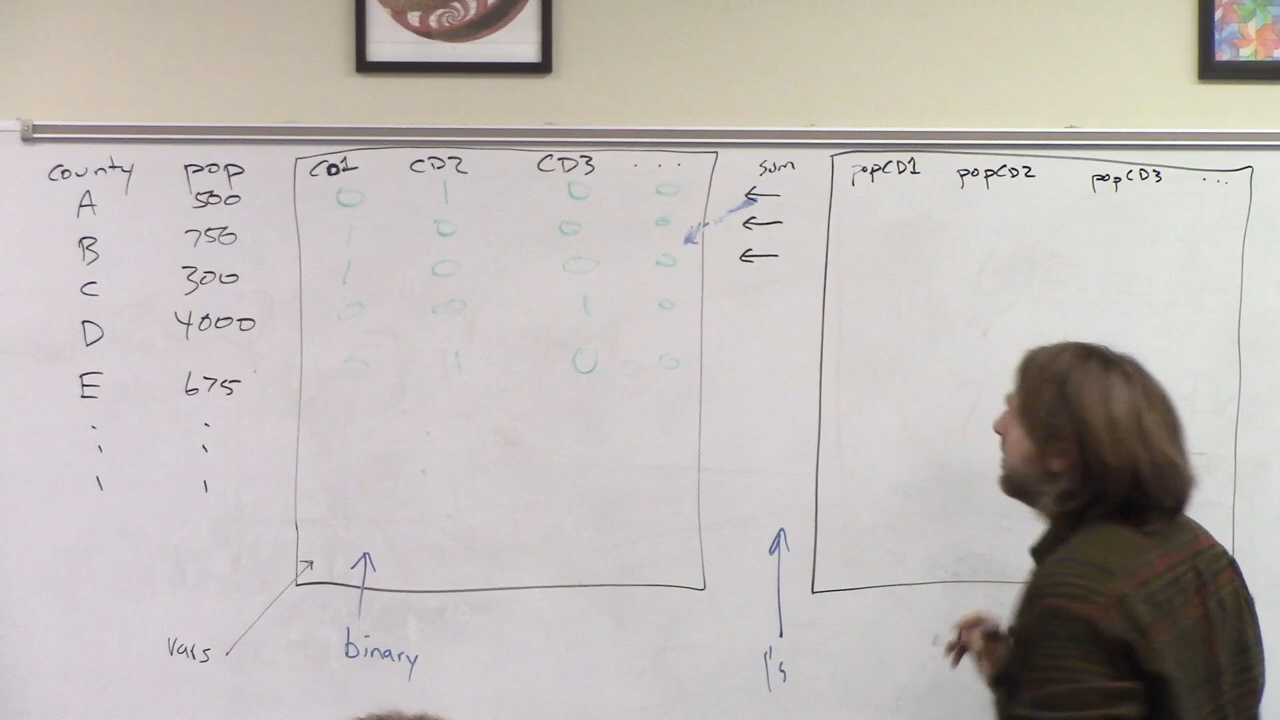 county pop CD1 CD2 CD3 ... sum popCD1 popCD2 popCD3 ...
A 500 0 1 0 0 ←
B 750 1 0 0 0 ←
C 300 1 0 0 0 ←
D 4000 0 0 1 0
E 675 0 1 0 0
vars binary 1's